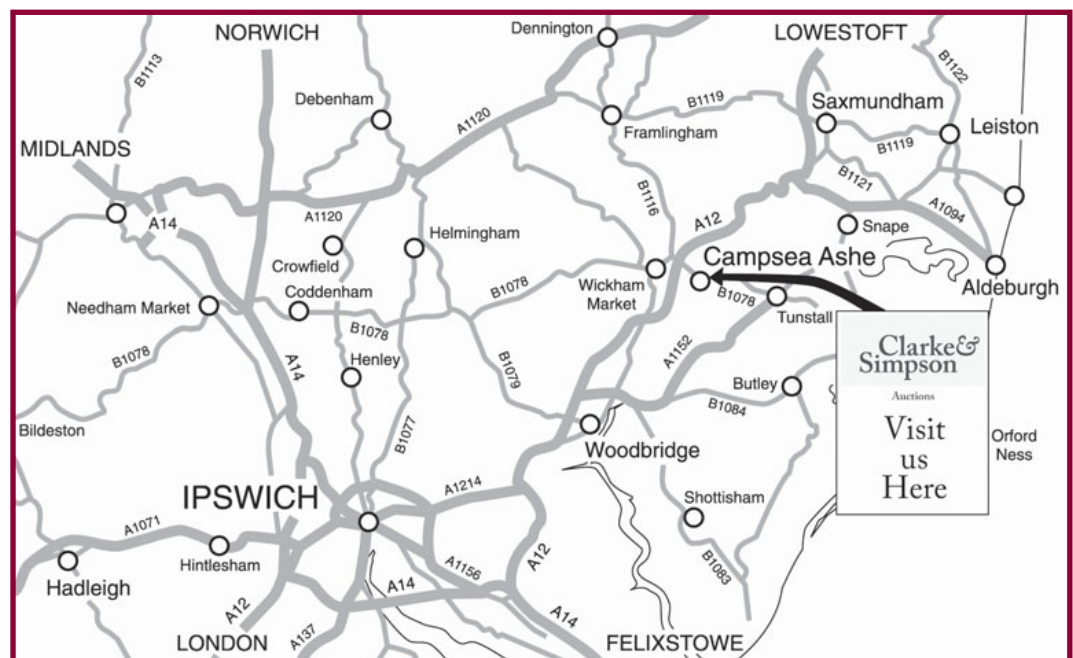 NORWICH
Dennington
LOWESTOFT
B1113
B1122
Debenham
A1120
B1119
Saxmundham
Framlingham
Leiston
MIDLANDS
B1119
B1121
B1116
A1120
A14
A12
A1094
Helmingham
Snape
Crowfield
Campsea Ashe
Wickham
Market
B1078
Coddenham
B1078
Aldeburgh
Needham Market
Tunstall
B1078
B1078
A14
Henley
B1079
A1152
Butley
B1084
Clarke&
Simpson
Auctions
Visit
us
Here
Bildeston
B1077
Woodbridge
Orford
Ness
IPSWICH
A1214
Shottisham
A1071
Hintlesham
A12
A1156
B1083
Hadleigh
A14
A12
A14
LONDON
A137
FELIXSTOWE